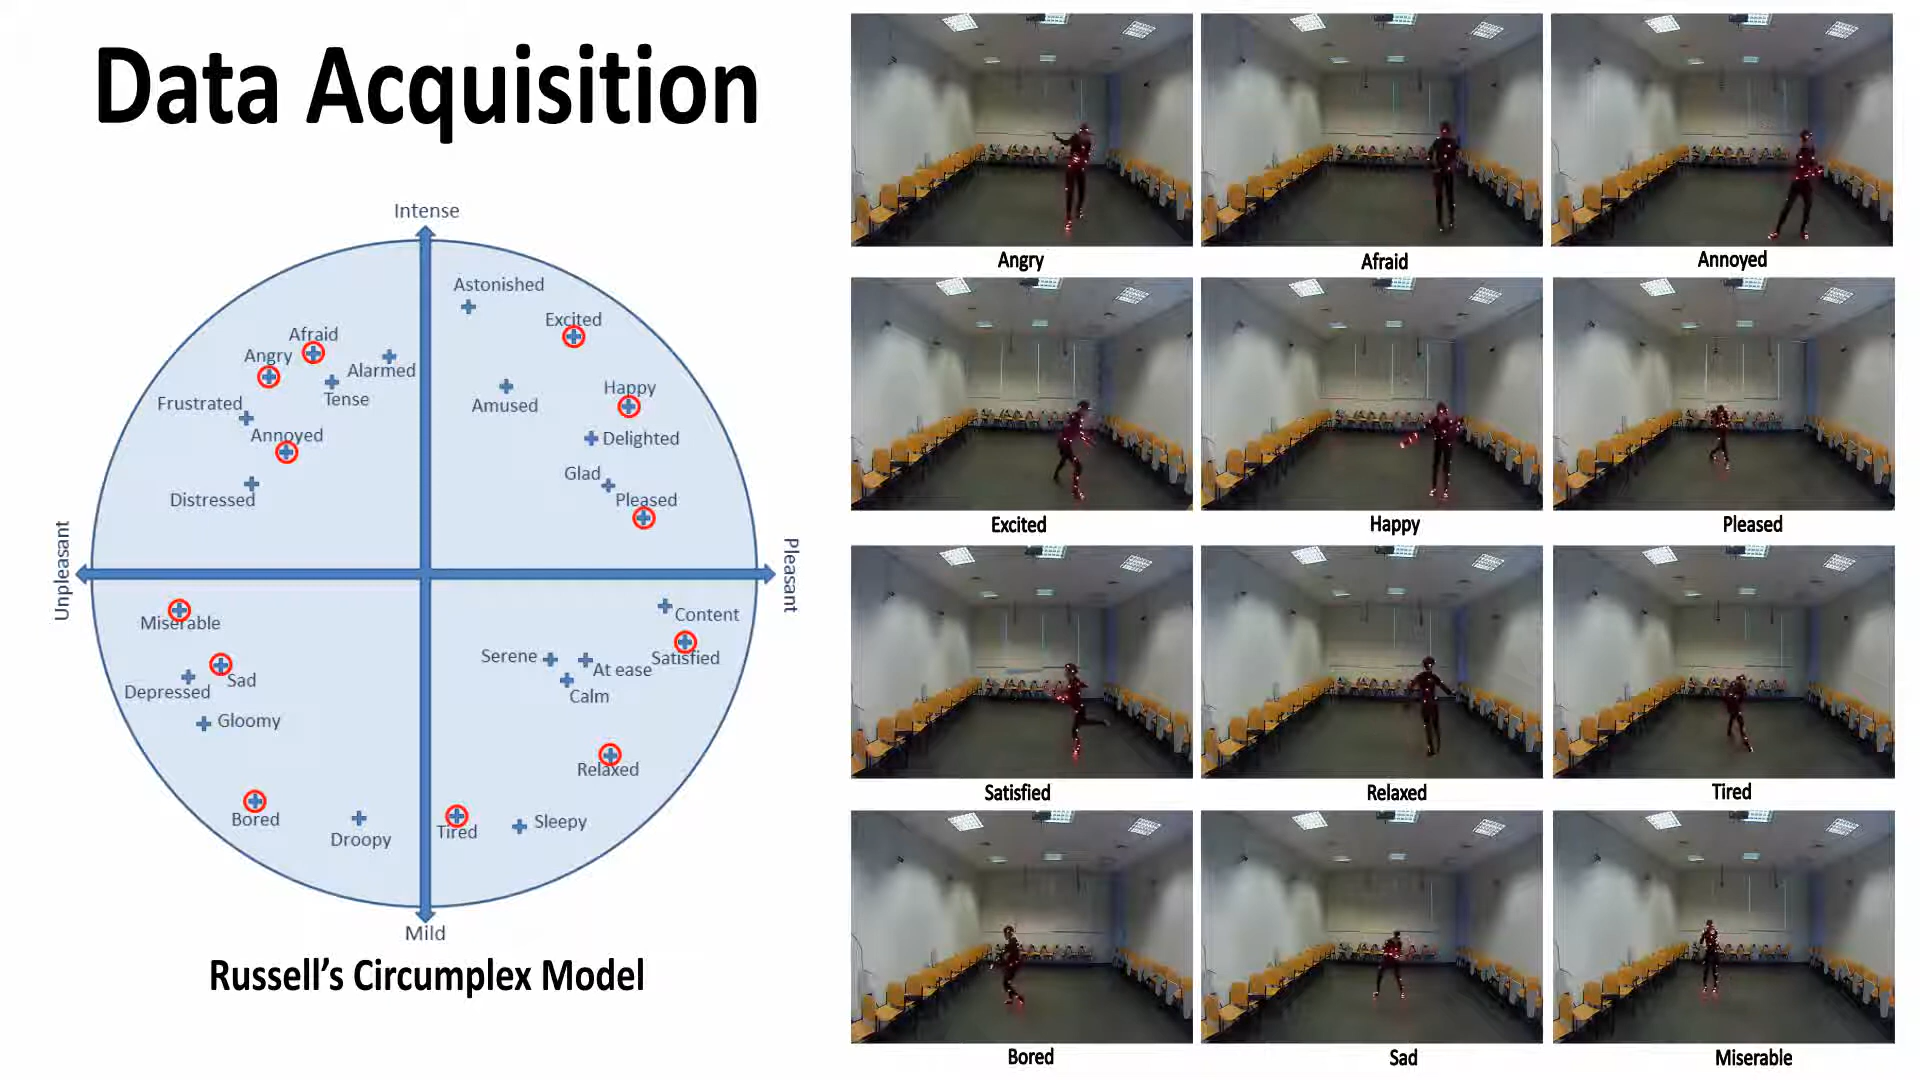 Data Acquisition
Intense
Astonished
Excited
Afraid
Angry
Alarmed
Tense
Happy
Frustrated
Amused
Annoyed
Delighted
Glad
Distressed
Pleased
Unpleasant
Pleasant
Miserable
Content
Sad
Serene
At ease
Satisfied
Depressed
Calm
Gloomy
Relaxed
Bored
Tired
Sleepy
Droopy
Mild
Russell's Circumplex Model
Angry
Afraid
Annoyed
Excited
Happy
Pleased
Satisfied
Relaxed
Tired
Bored
Sad
Miserable